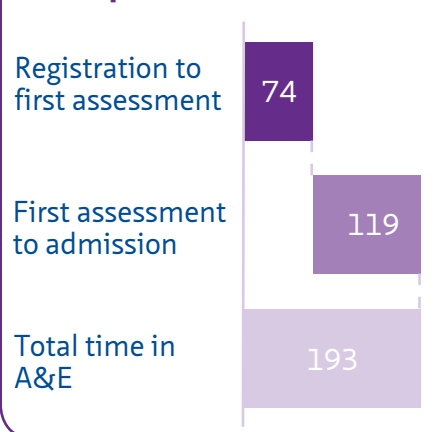 Registration to
first assessment
74
First assessment
to admission
119
Total time in
A&E
193